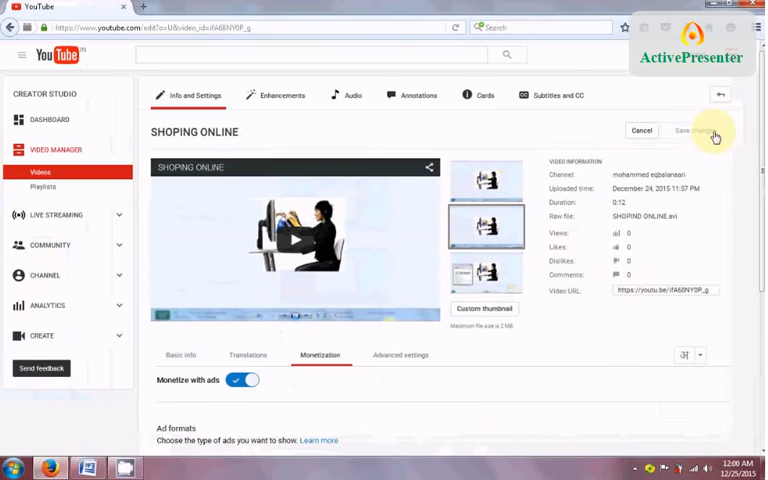 YouTube
https://www.youtube.com/edit?o=U&video_id=ifA68NY0P_g
Search
ActivePresenter
YouTube IN
CREATOR STUDIO
DASHBOARD
VIDEO MANAGER
Videos
Playlists
LIVE STREAMING
COMMUNITY
CHANNEL
ANALYTICS
CREATE
Send feedback
Info and Settings
Enhancements
Audio
Annotations
Cards
Subtitles and CC
SHOPING ONLINE
Cancel
Save changes
SHOPING ONLINE
Custom thumbnail
Maximum file size is 2 MB.
VIDEO INFORMATION
Channel: mohammed eqbalansari
Uploaded time: December 24, 2015 11:57 PM
Duration: 0:12
Raw file: SHOPIND ONLINE.avi
Views: 0
Likes: 0
Dislikes: 0
Comments: 0
Video URL: https://youtu.be/ifA68NY0P_g
Basic info
Translations
Monetization
Advanced settings
अ
Monetize with ads
Ad formats
Choose the type of ads you want to show. Learn more
12:00 AM
12/25/2015